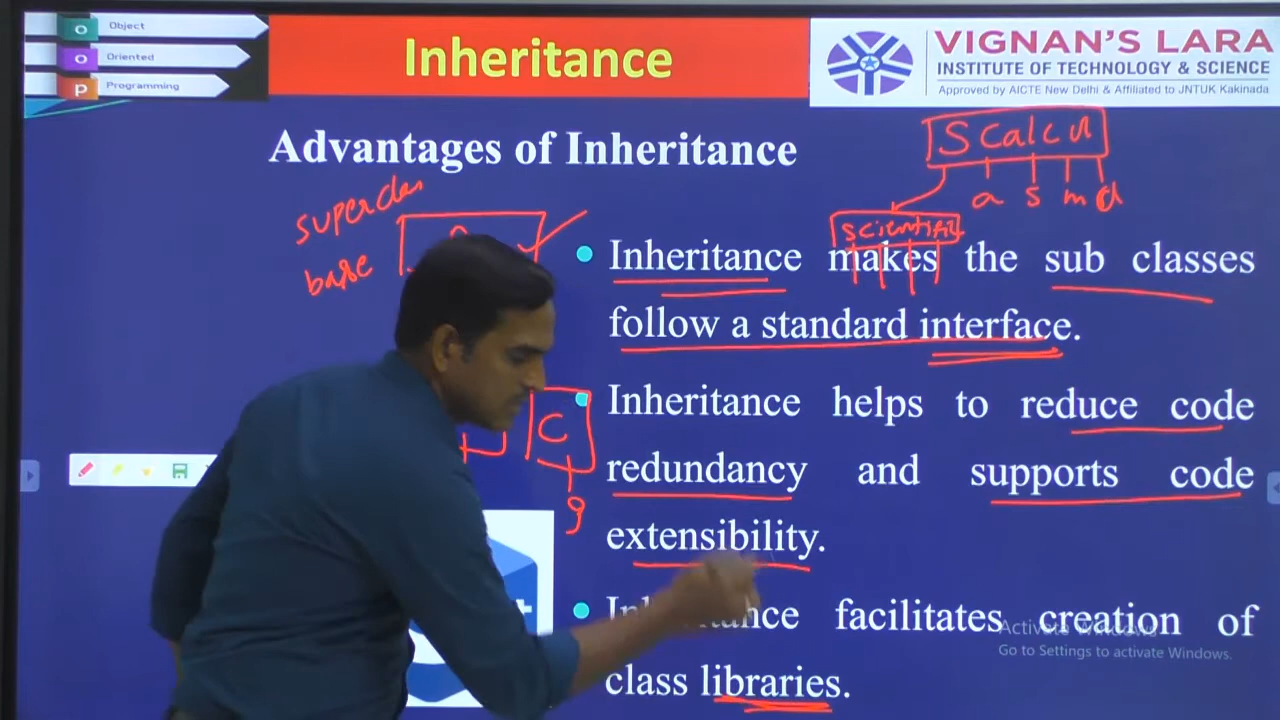 O Object
O Oriented
P Programming
Inheritance
VIGNAN'S LARA
INSTITUTE OF TECHNOLOGY & SCIENCE
Approved by AICTE New Delhi & Affiliated to JNTUK Kakinada
Advantages of Inheritance
S Calcul
a s m d
superclas
base
scientific
• Inheritance makes the sub classes
follow a standard interface.
• Inheritance helps to reduce code
redundancy and supports code
extensibility.
C
g
• Inheritance facilitates creation of
class libraries.
Activate Windows
Go to Settings to activate Windows.